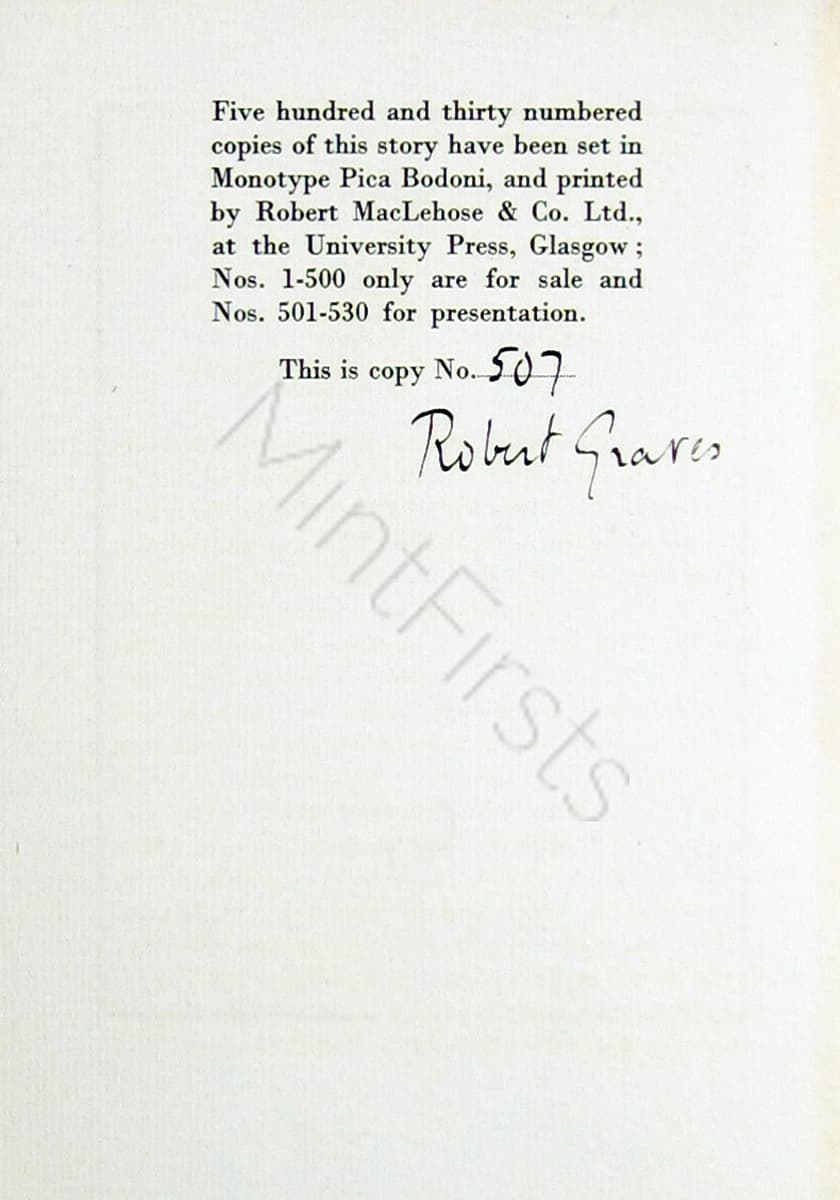 Five hundred and thirty numbered
copies of this story have been set in
Monotype Pica Bodoni, and printed
by Robert MacLehose & Co. Ltd.,
at the University Press, Glasgow ;
Nos. 1-500 only are for sale and
Nos. 501-530 for presentation.
This is copy No. 507
Robert Graves
MintFirsts